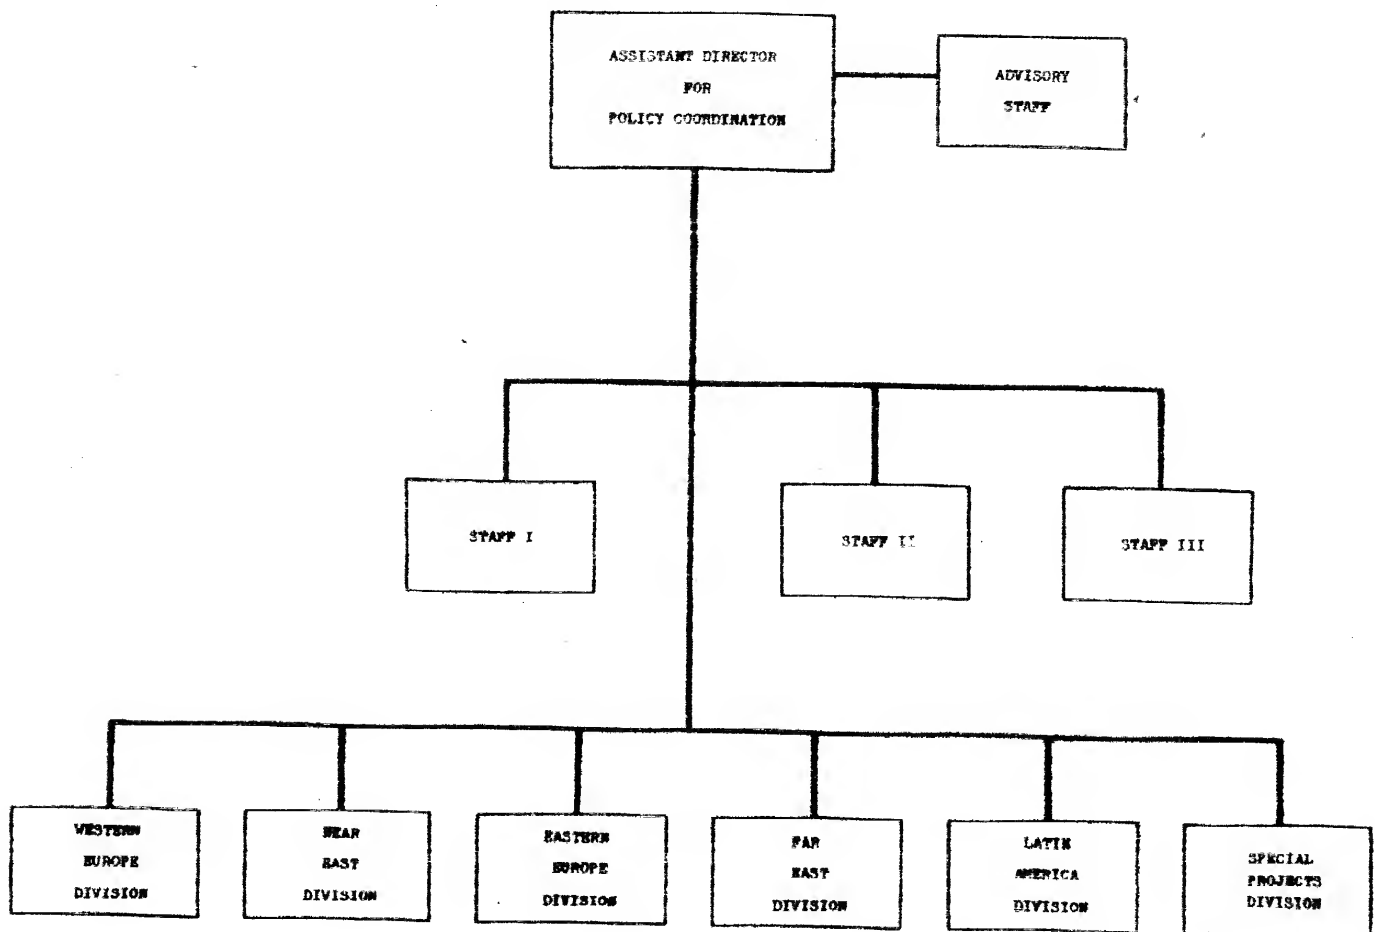 ASSISTANT DIRECTOR
FOR
POLICY COORDINATION
ADVISORY
STAFF
STAFF I
STAFF II
STAFF III
WESTERN
EUROPE
DIVISION
NEAR
EAST
DIVISION
EASTERN
EUROPE
DIVISION
FAR
EAST
DIVISION
LATIN
AMERICA
DIVISION
SPECIAL
PROJECTS
DIVISION